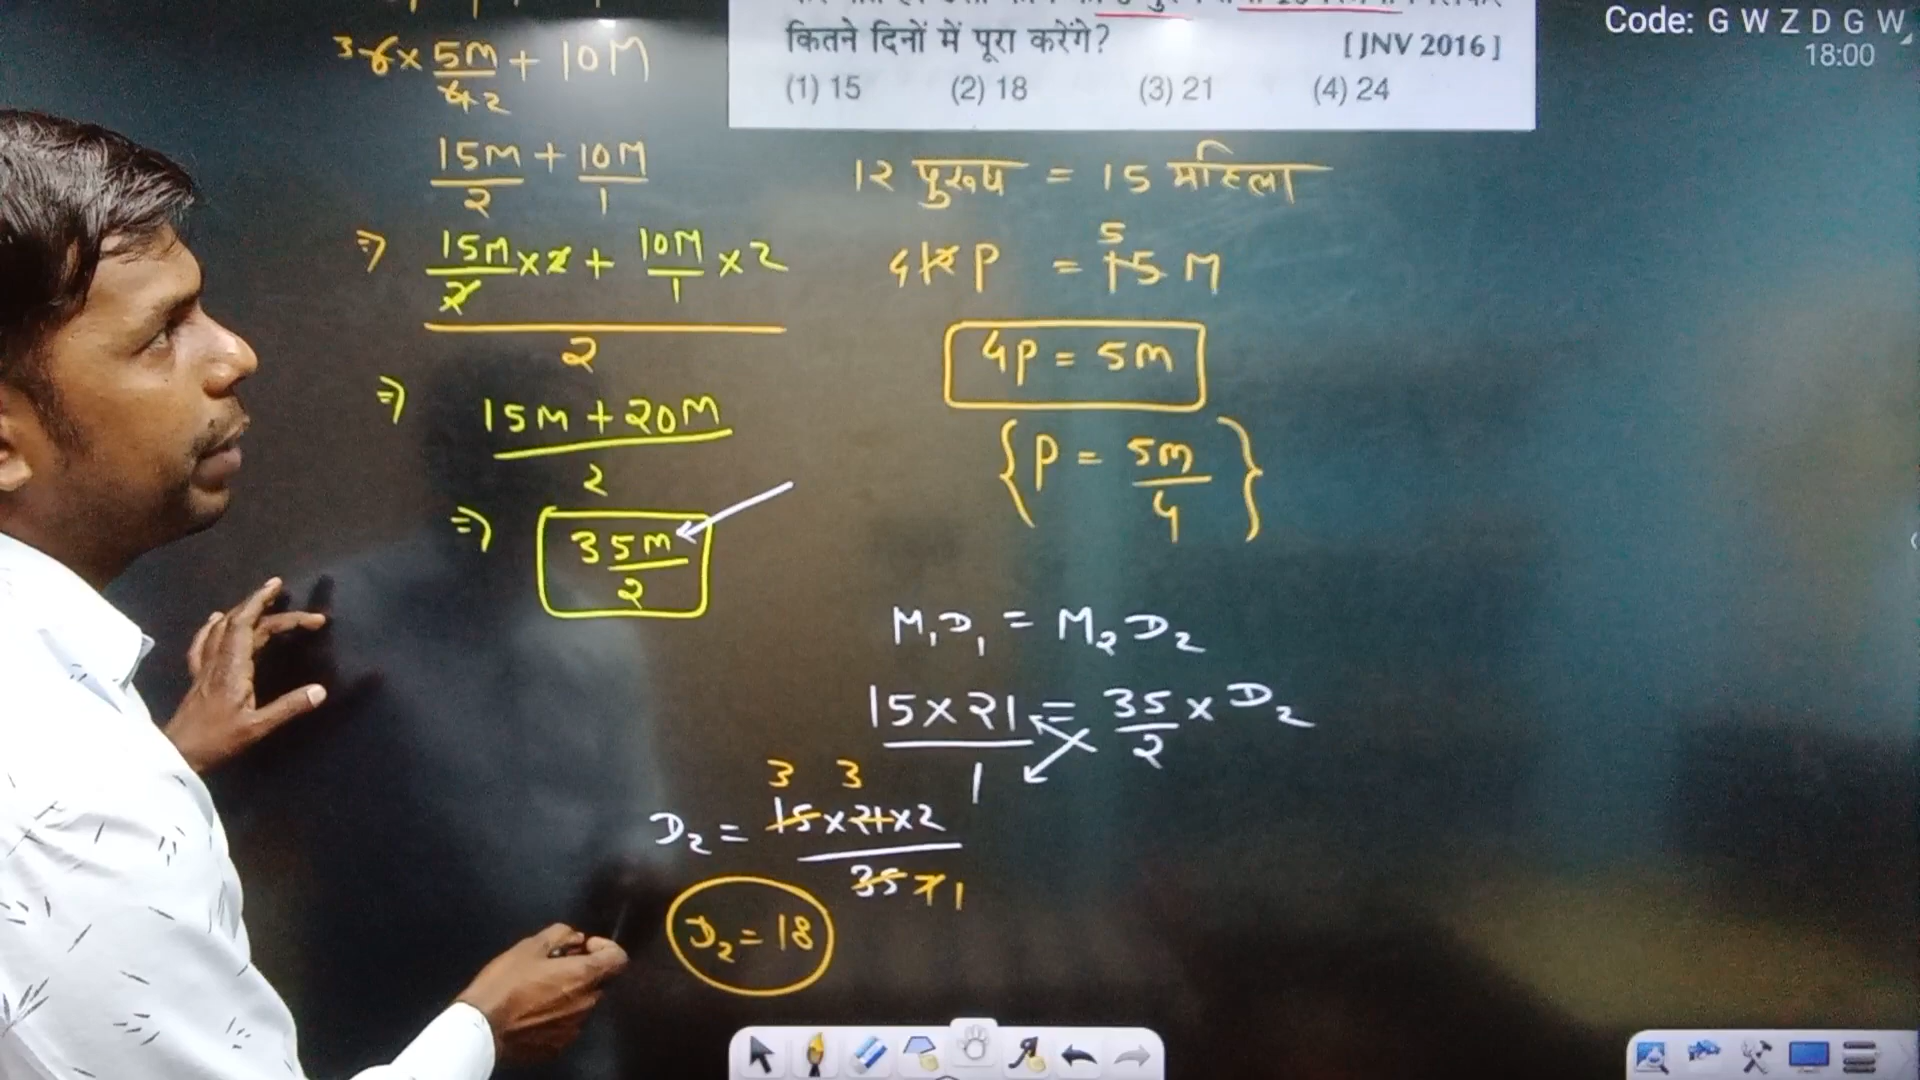 Code: G W Z D G W
18:00
कितने दिनों में पूरा करेंगे? [JNV 2016]
(1) 15 (2) 18 (3) 21 (4) 24
3 6 × 5M/4 2 + 10M
15M/2 + 10M/1
⇒ 15M/2 × 2 + 10M/1 × 2
2
⇒ 15M + 20M
2
⇒ 35M/2
12 पुरुष = 15 महिला
4 12 P = 15 M 5
4P = 5M
{P = 5M/4}
M₁D₁ = M₂D₂
15 × 21/1 = 35/2 × D₂
3 3
D₂ = 15×21×2
35 7 1
D₂ = 18